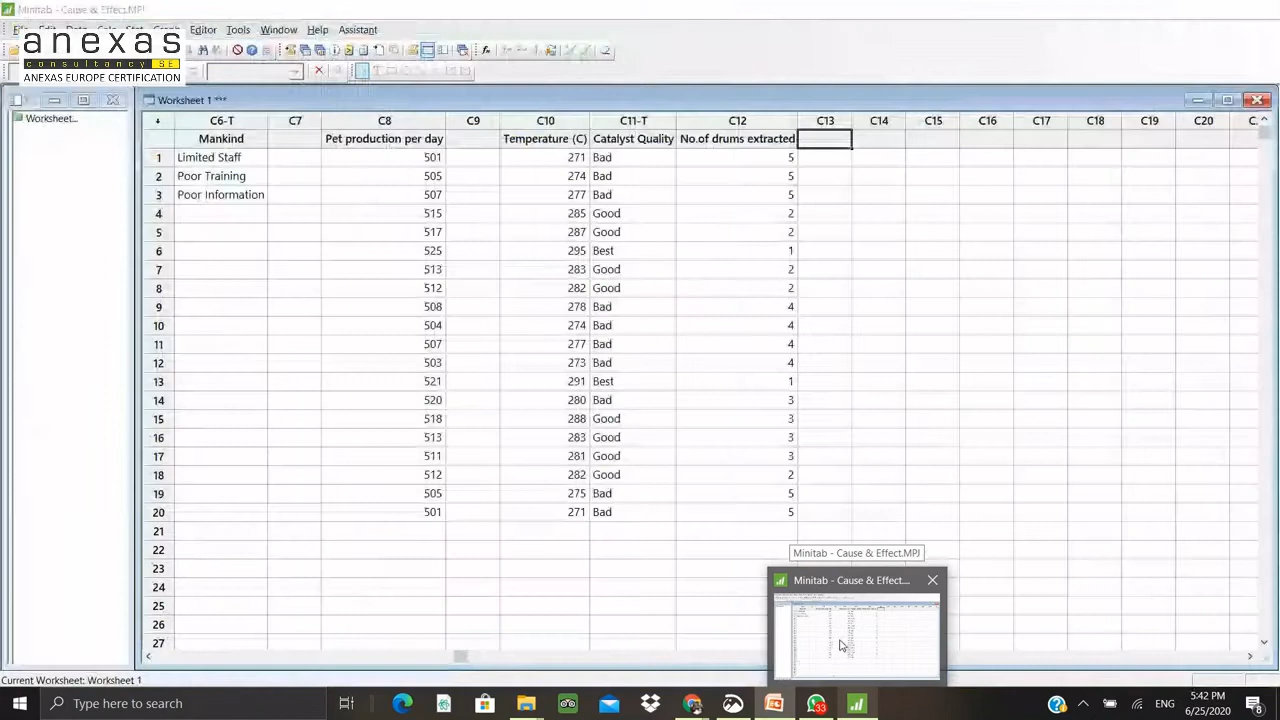 Minitab - Cause & Effect.MPJ
File Edit Data Calc Stat Graph Editor Tools Window Help Assistant
anexas
consultancy SE
ANEXAS EUROPE CERTIFICATION
Worksheet...
Worksheet 1 ***
C6-T C7 C8 C9 C10 C11-T C12 C13 C14 C15 C16 C17 C18 C19 C20 C..
Mankind Pet production per day Temperature (C) Catalyst Quality No.of drums extracted
1 Limited Staff 501 271 Bad 5
2 Poor Training 505 274 Bad 5
3 Poor Information 507 277 Bad 5
4 515 285 Good 2
5 517 287 Good 2
6 525 295 Best 1
7 513 283 Good 2
8 512 282 Good 2
9 508 278 Bad 4
10 504 274 Bad 4
11 507 277 Bad 4
12 503 273 Bad 4
13 521 291 Best 1
14 520 280 Bad 3
15 518 288 Good 3
16 513 283 Good 3
17 511 281 Good 3
18 512 282 Good 2
19 505 275 Bad 5
20 501 271 Bad 5
21
22
23
24
25
26
27
Minitab - Cause & Effect.MPJ
Minitab - Cause & Effect...
Current Worksheet: Worksheet 1
Type here to search
33
ENG
5:42 PM
6/25/2020
8